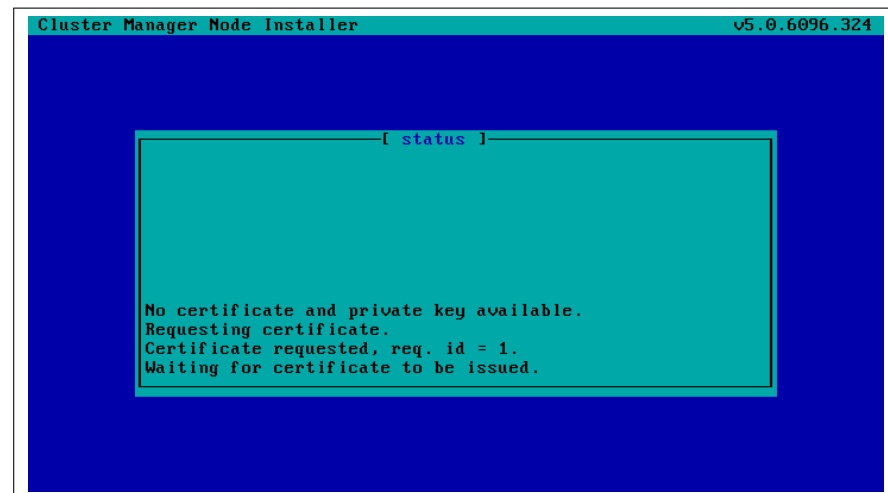 Cluster Manager Node Installer v5.0.6096.324
[ status ]
No certificate and private key available.
Requesting certificate.
Certificate requested, req. id = 1.
Waiting for certificate to be issued.